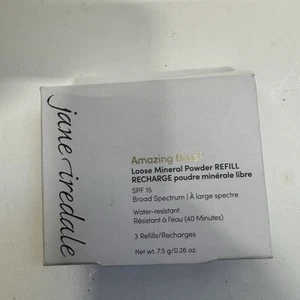 jane iredale
Amazing Base®
Loose Mineral Powder REFILL
RECHARGE poudre minérale libre
SPF 15
Broad Spectrum | À large spectre
Water-resistant
Résistant à l'eau (40 Minutes)
3 Refills/Recharges
Net wt. 7.5 g/0.26 oz.